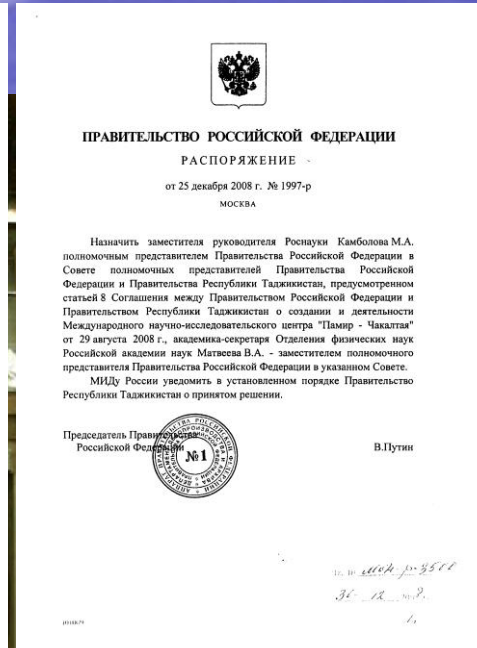 ПРАВИТЕЛЬСТВО РОССИЙСКОЙ ФЕДЕРАЦИИ
РАСПОРЯЖЕНИЕ
от 25 декабря 2008 г. № 1997-р
МОСКВА
Назначить заместителя руководителя Роснауки Камболова М.А.
полномочным представителем Правительства Российской Федерации в
Совете полномочных представителей Правительства Российской
Федерации и Правительства Республики Таджикистан, предусмотренном
статьей 8 Соглашения между Правительством Российской Федерации и
Правительством Республики Таджикистан о создании и деятельности
Международного научно-исследовательского центра "Памир - Чакалтая"
от 29 августа 2008 г., академика-секретаря Отделения физических наук
Российской академии наук Матвеева В.А. - заместителем полномочного
представителя Правительства Российской Федерации в указанном Совете.
МИДу России уведомить в установленном порядке Правительство
Республики Таджикистан о принятом решении.
Председатель Правительства
Российской Федерации
В.Путин
№1